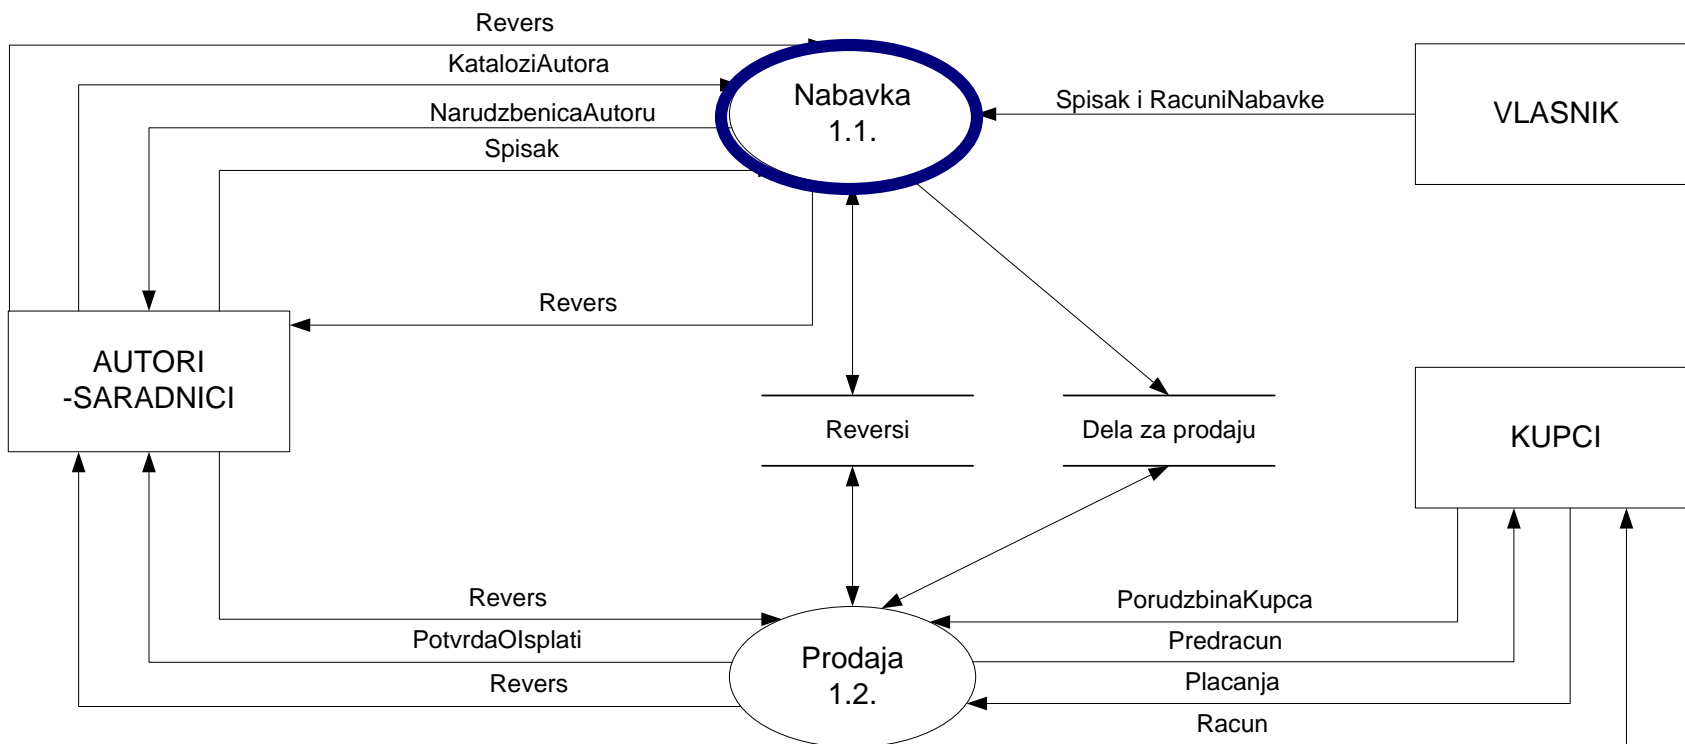 Revers
KataloziAutora
NarudzbenicaAutoru
Spisak
Nabavka
1.1.
Spisak i RacuniNabavke
VLASNIK
Revers
AUTORI
-SARADNICI
Reversi
Dela za prodaju
KUPCI
Revers
PotvrdaOIsplati
Revers
Prodaja
1.2.
PorudzbinaKupca
Predracun
Placanja
Racun